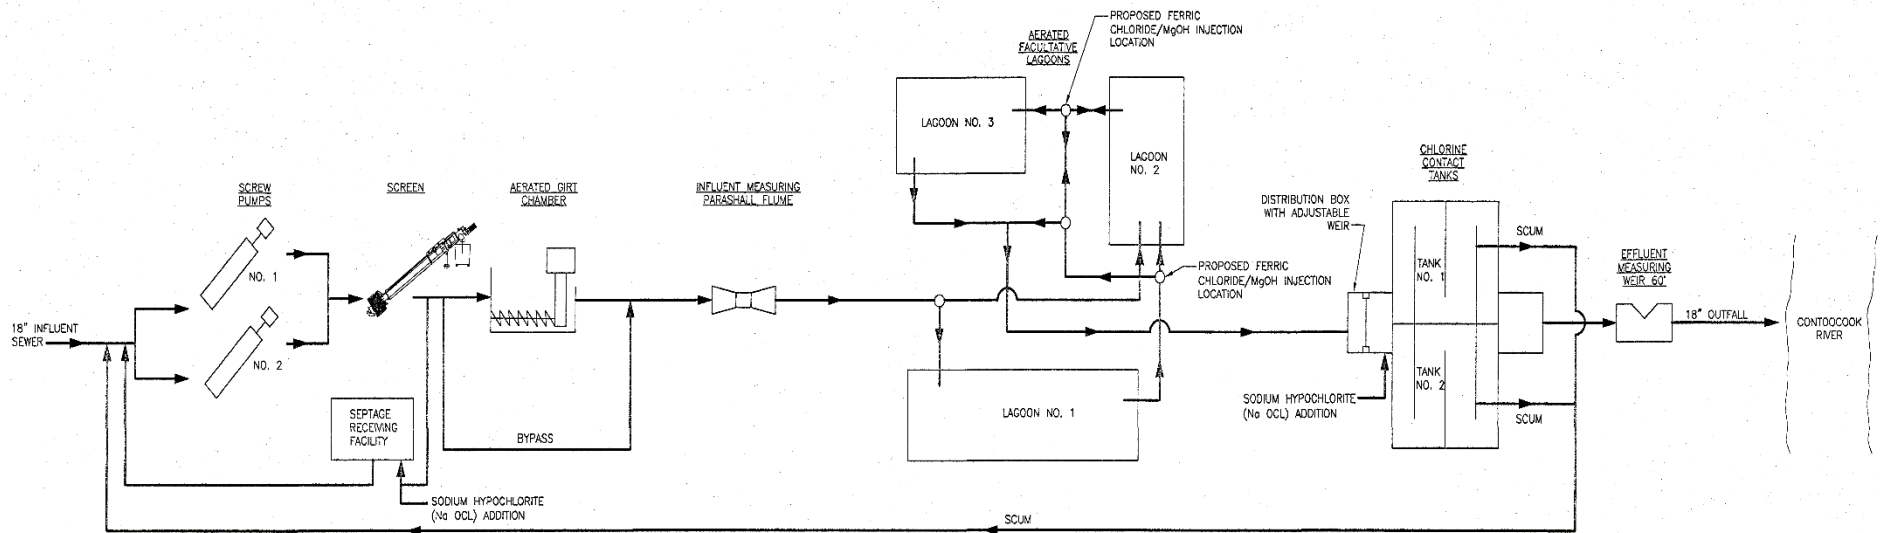 PROPOSED FERRIC
CHLORIDE/MgOH INJECTION
LOCATION
AERATED
FACULTATIVE
LAGOONS
LAGOON NO. 3
LAGOON
NO. 2
CHLORINE
CONTACT
TANKS
SCREW
PUMPS
SCREEN
AERATED GIRT
CHAMBER
INFLUENT MEASURING
PARASHALL FLUME
DISTRIBUTION BOX
WITH ADJUSTABLE
WEIR
SCUM
EFFLUENT
MEASURING
WEIR 60°
NO. 1
TANK
NO. 1
PROPOSED FERRIC
CHLORIDE/MgOH INJECTION
LOCATION
18" INFLUENT
SEWER
NO. 2
18" OUTFALL
CONTOOCOOK
RIVER
TANK
NO. 2
SODIUM HYPOCHLORITE
(Na OCL) ADDITION
SCUM
LAGOON NO. 1
SEPTAGE
RECEIVING
FACILITY
BYPASS
SODIUM HYPOCHLORITE
(Na OCL) ADDITION
SCUM